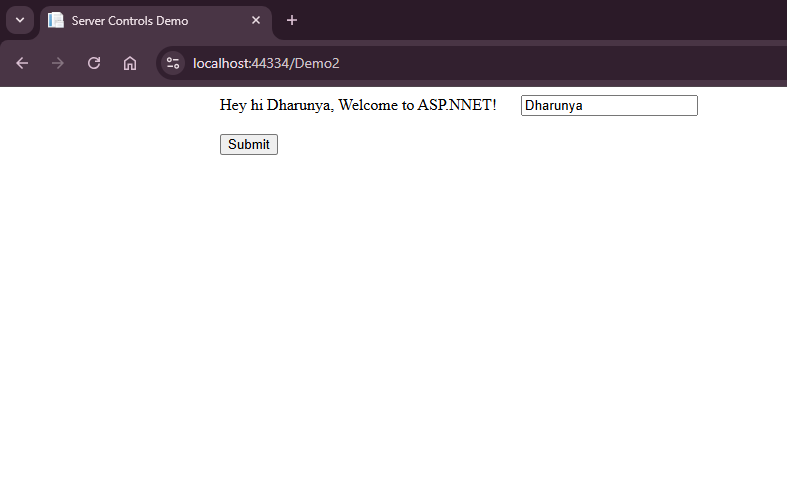 Server Controls Demo
localhost:44334/Demo2
Hey hi Dharunya, Welcome to ASP.NNET! Dharunya
Submit